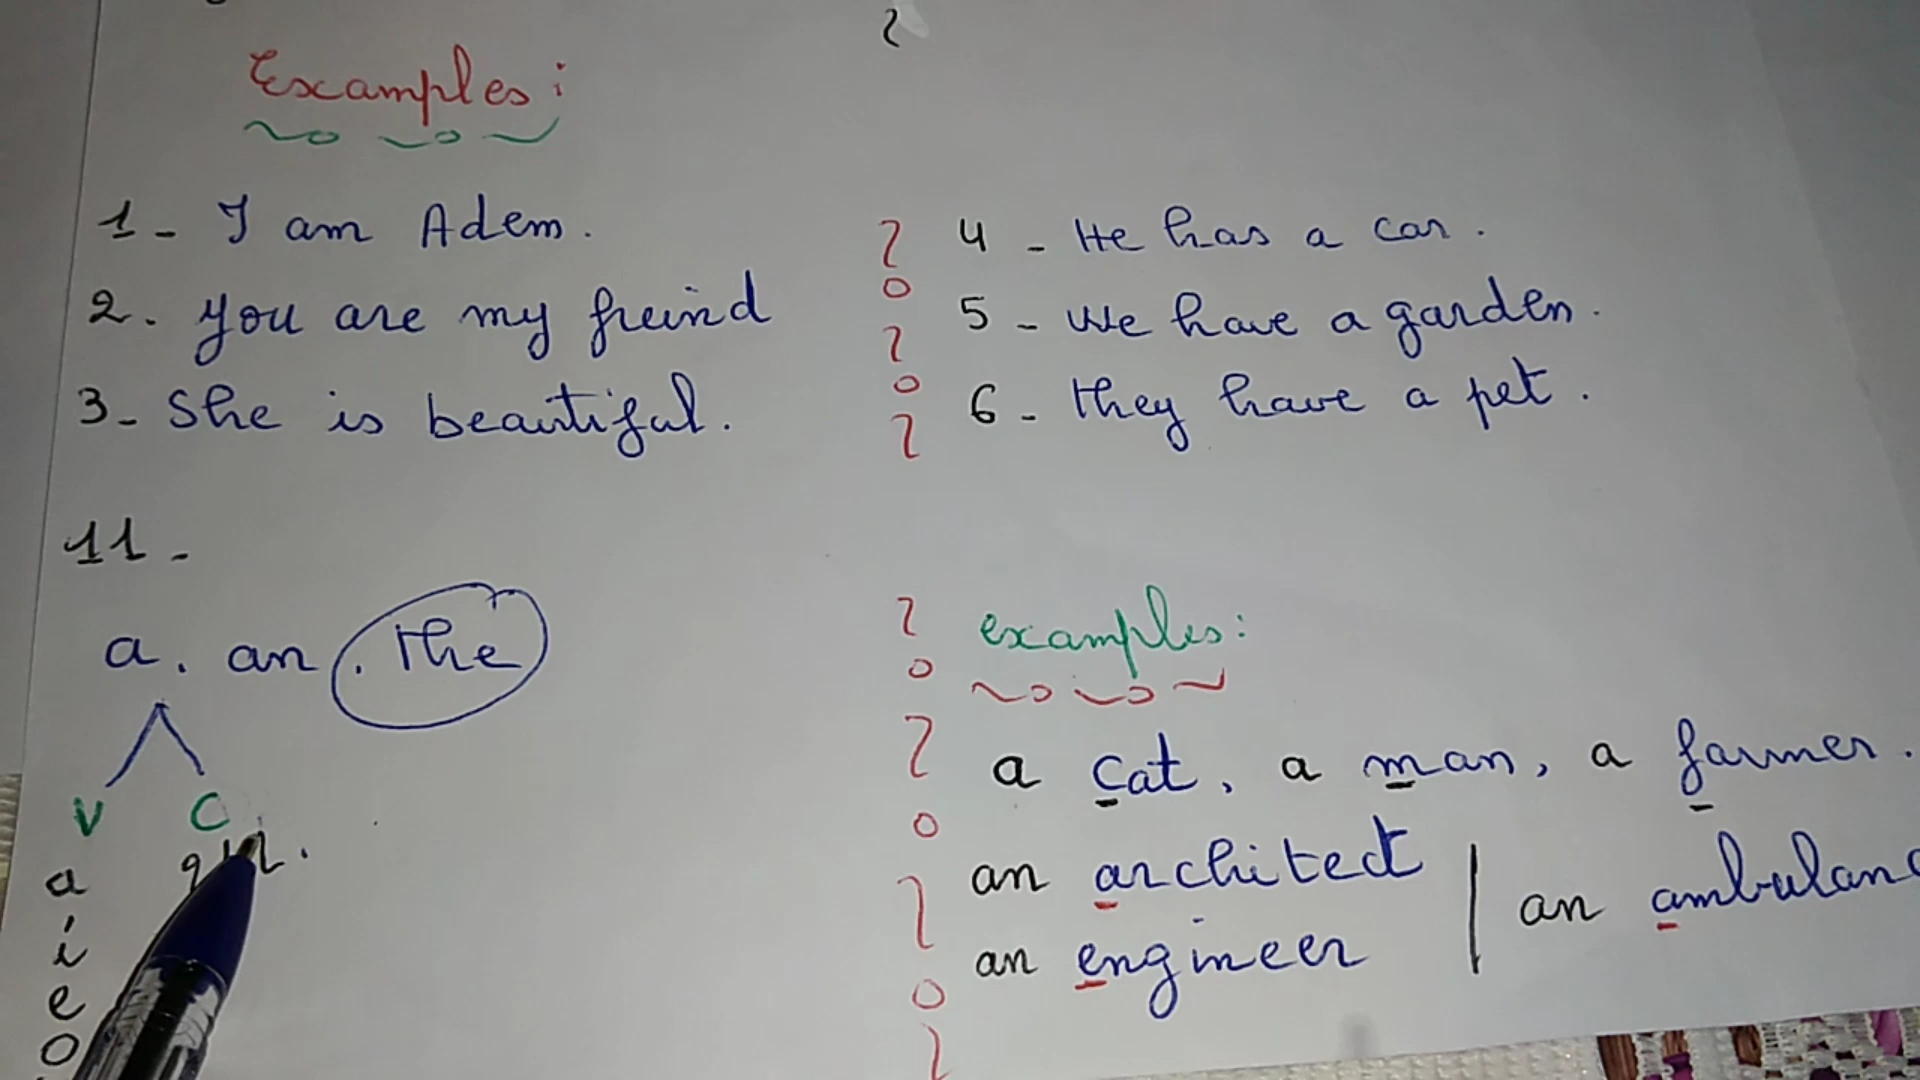 Examples:
1 - I am Adem.
2. you are my freind
3 - She is beautiful.
4 - He has a car.
5 - We have a garden.
6 - they have a pet.
11 -
a. an. the
V C
a
i
e
o
examples:
a cat, a man, a farmer.
an architect
an engineer
an